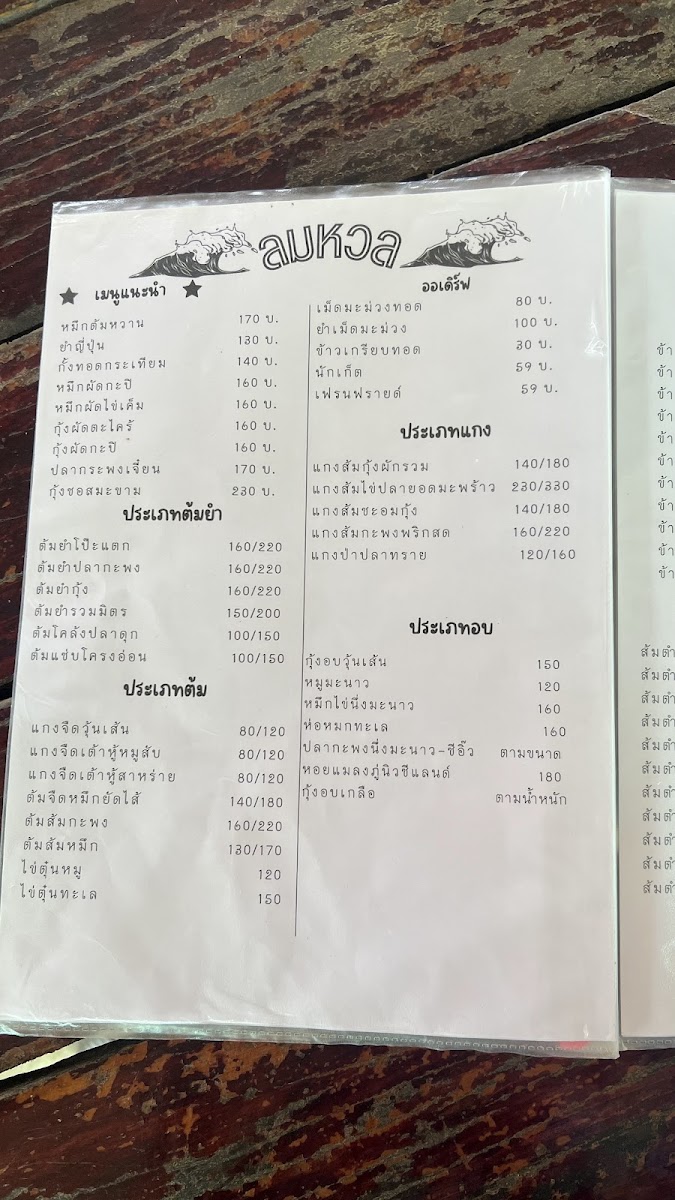 ลมหวล
★ เมนูแนะนำ ★
หมึกต้มหวาน 170 บ.
ยำญี่ปุ่น 130 บ.
กั้งทอดกระเทียม 140 บ.
หมึกผัดกะปิ 160 บ.
หมึกผัดไข่เค็ม 160 บ.
กุ้งผัดตะไคร้ 160 บ.
กุ้งผัดกะปิ 160 บ.
ปลากระพงเจี๋ยน 170 บ.
กุ้งซอสมะขาม 230 บ.
ประเภทต้มยำ
ต้มยำโป๊ะแตก 160/220
ต้มยำปลากะพง 160/220
ต้มยำกุ้ง 160/220
ต้มยำรวมมิตร 150/200
ต้มโคล้งปลาดุก 100/150
ต้มแซ่บโครงอ่อน 100/150
ประเภทต้ม
แกงจืดวุ้นเส้น 80/120
แกงจืดเต้าหู้หมูสับ 80/120
แกงจืดเต้าหู้สาหร่าย 80/120
ต้มจืดหมึกยัดไส้ 140/180
ต้มส้มกะพง 160/220
ต้มส้มหมึก 130/170
ไข่ตุ๋นหมู 120
ไข่ตุ๋นทะเล 150
ออเดิร์ฟ
เม็ดมะม่วงทอด 80 บ.
ยำเม็ดมะม่วง 100 บ.
ข้าวเกรียบทอด 30 บ.
นักเก็ต 59 บ.
เฟรนฟรายด์ 59 บ.
ประเภทแกง
แกงส้มกุ้งผักรวม 140/180
แกงส้มไข่ปลายอดมะพร้าว 230/330
แกงส้มชะอมกุ้ง 140/180
แกงส้มกะพงพริกสด 160/220
แกงป่าปลาทราย 120/160
ประเภทอบ
กุ้งอบวุ้นเส้น 150
หมูมะนาว 120
หมึกไข่นึ่งมะนาว 160
ห่อหมกทะเล 160
ปลากะพงนึ่งมะนาว-ซีอิ๊ว ตามขนาด
หอยแมลงภู่นิวซีแลนด์ 180
กุ้งอบเกลือ ตามน้ำหนัก